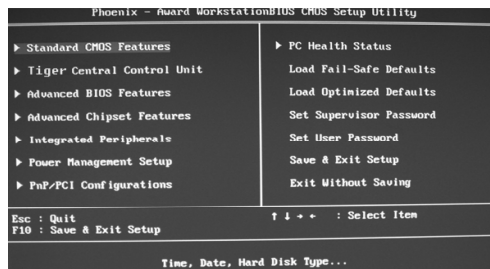 Phoenix - Award WorkstationBIOS CMOS Setup Utility
▶ Standard CMOS Features
▶ Tiger Central Control Unit
▶ Advanced BIOS Features
▶ Advanced Chipset Features
▶ Integrated Peripherals
▶ Power Management Setup
▶ PnP/PCI Configurations
▶ PC Health Status
Load Fail-Safe Defaults
Load Optimized Defaults
Set Supervisor Password
Set User Password
Save & Exit Setup
Exit Without Saving
Esc : Quit
F10 : Save & Exit Setup
↑ ↓ → ← : Select Item
Time, Date, Hard Disk Type...